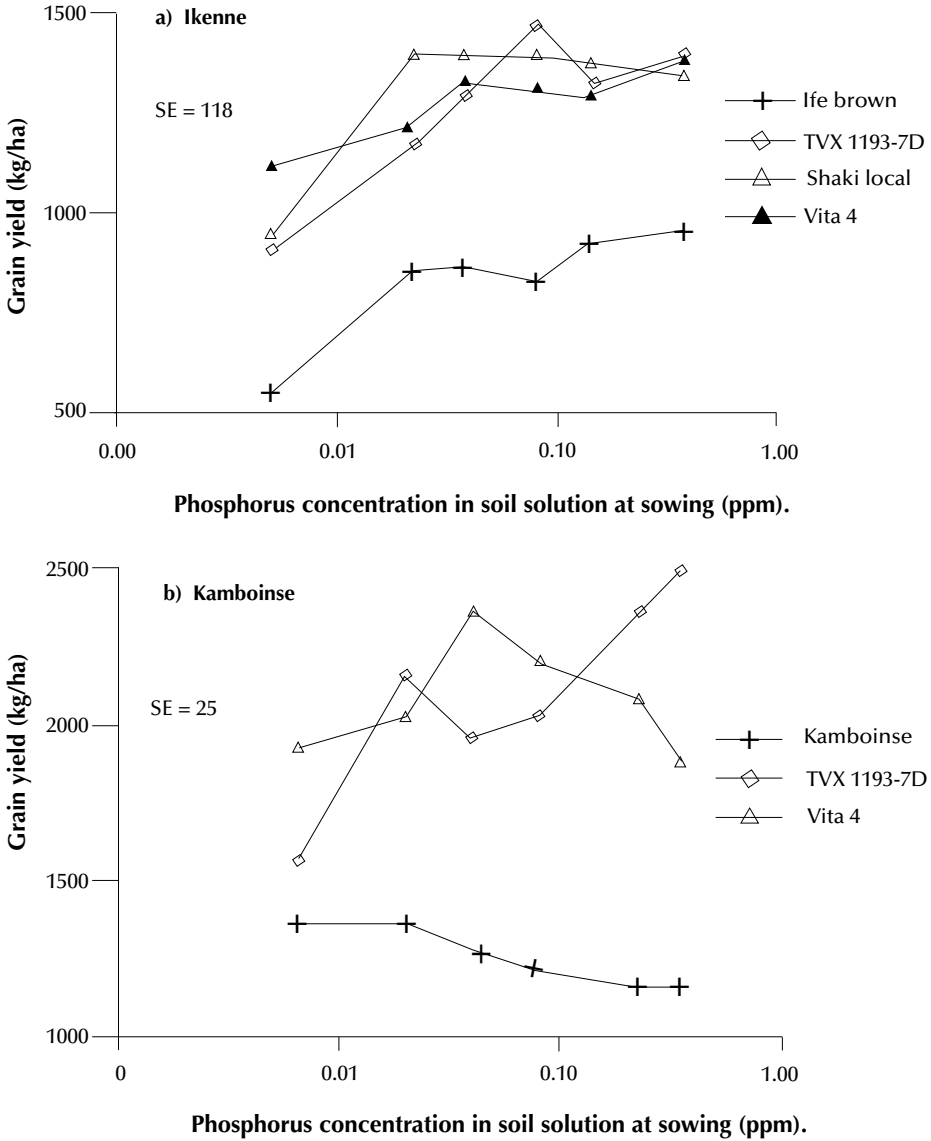 1500
a) Ikenne
SE = 118
Ife brown
TVX 1193-7D
Shaki local
Vita 4
1000
500
Grain yield (kg/ha)
0.00 0.01 0.10 1.00
Phosphorus concentration in soil solution at sowing (ppm).
2500
b) Kamboinse
SE = 25
2000
Kamboinse
TVX 1193-7D
Vita 4
1500
1000
Grain yield (kg/ha)
0 0.01 0.10 1.00
Phosphorus concentration in soil solution at sowing (ppm).